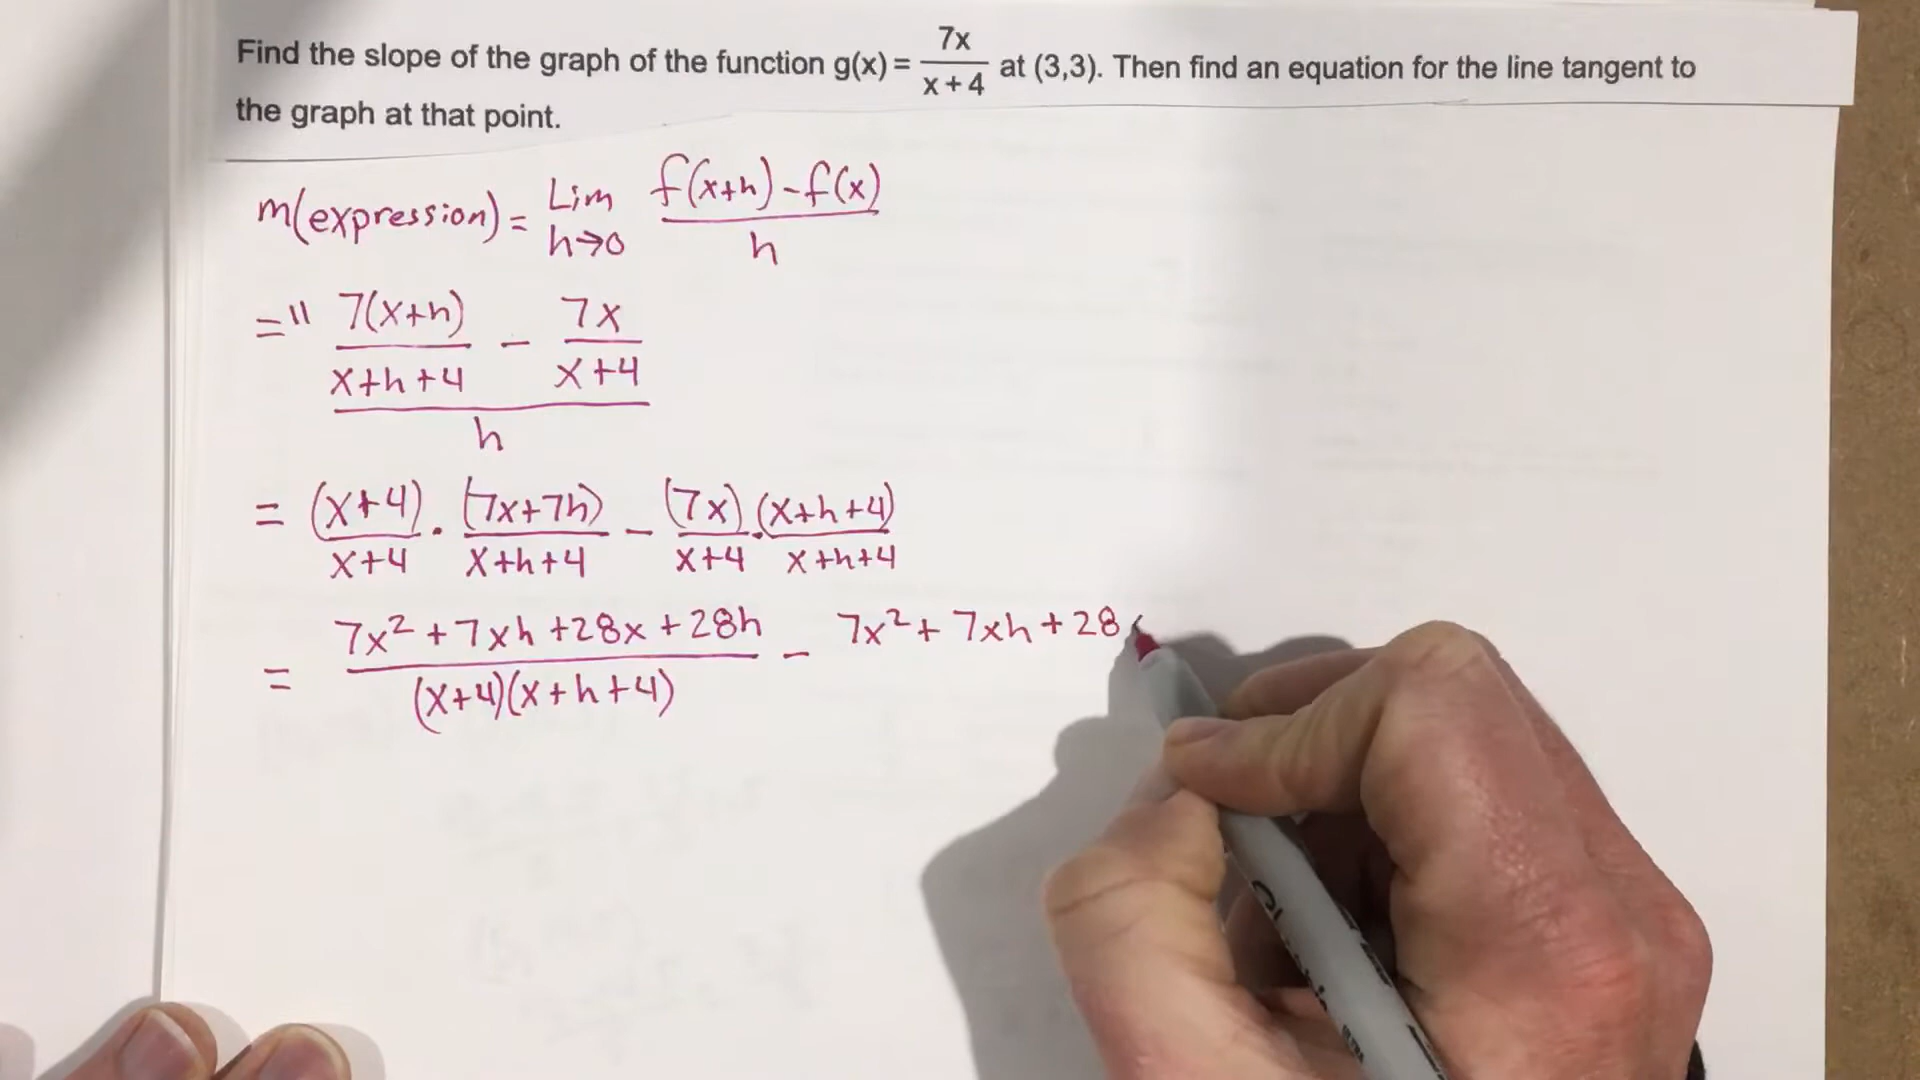 Find the slope of the graph of the function g(x) = 7x / x + 4 at (3,3). Then find an equation for the line tangent to
the graph at that point.
m(expression) = Lim h→0 f(x+h) - f(x) / h
= " 7(x+h) / x+h+4 - 7x / x+4
h
= (x+4) / x+4 · (7x+7h) / x+h+4 - (7x) / x+4 · (x+h+4) / x+h+4
= 7x² + 7xh + 28x + 28h / (x+4)(x+h+4) - 7x² + 7xh + 28